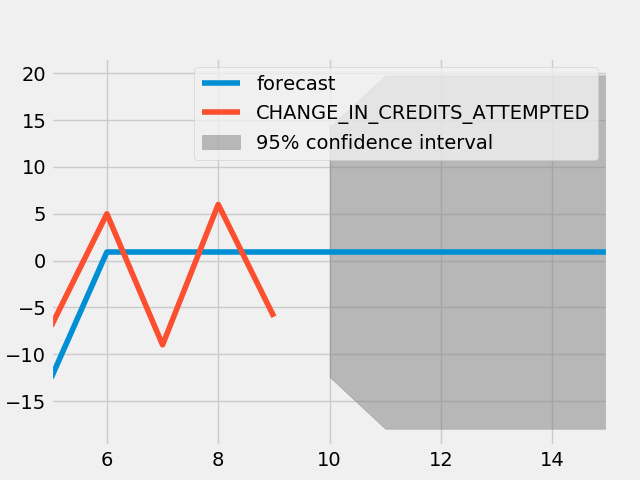 forecast
CHANGE_IN_CREDITS_ATTEMPTED
95% confidence interval
20
15
10
5
0
−5
−10
−15
6 8 10 12 14